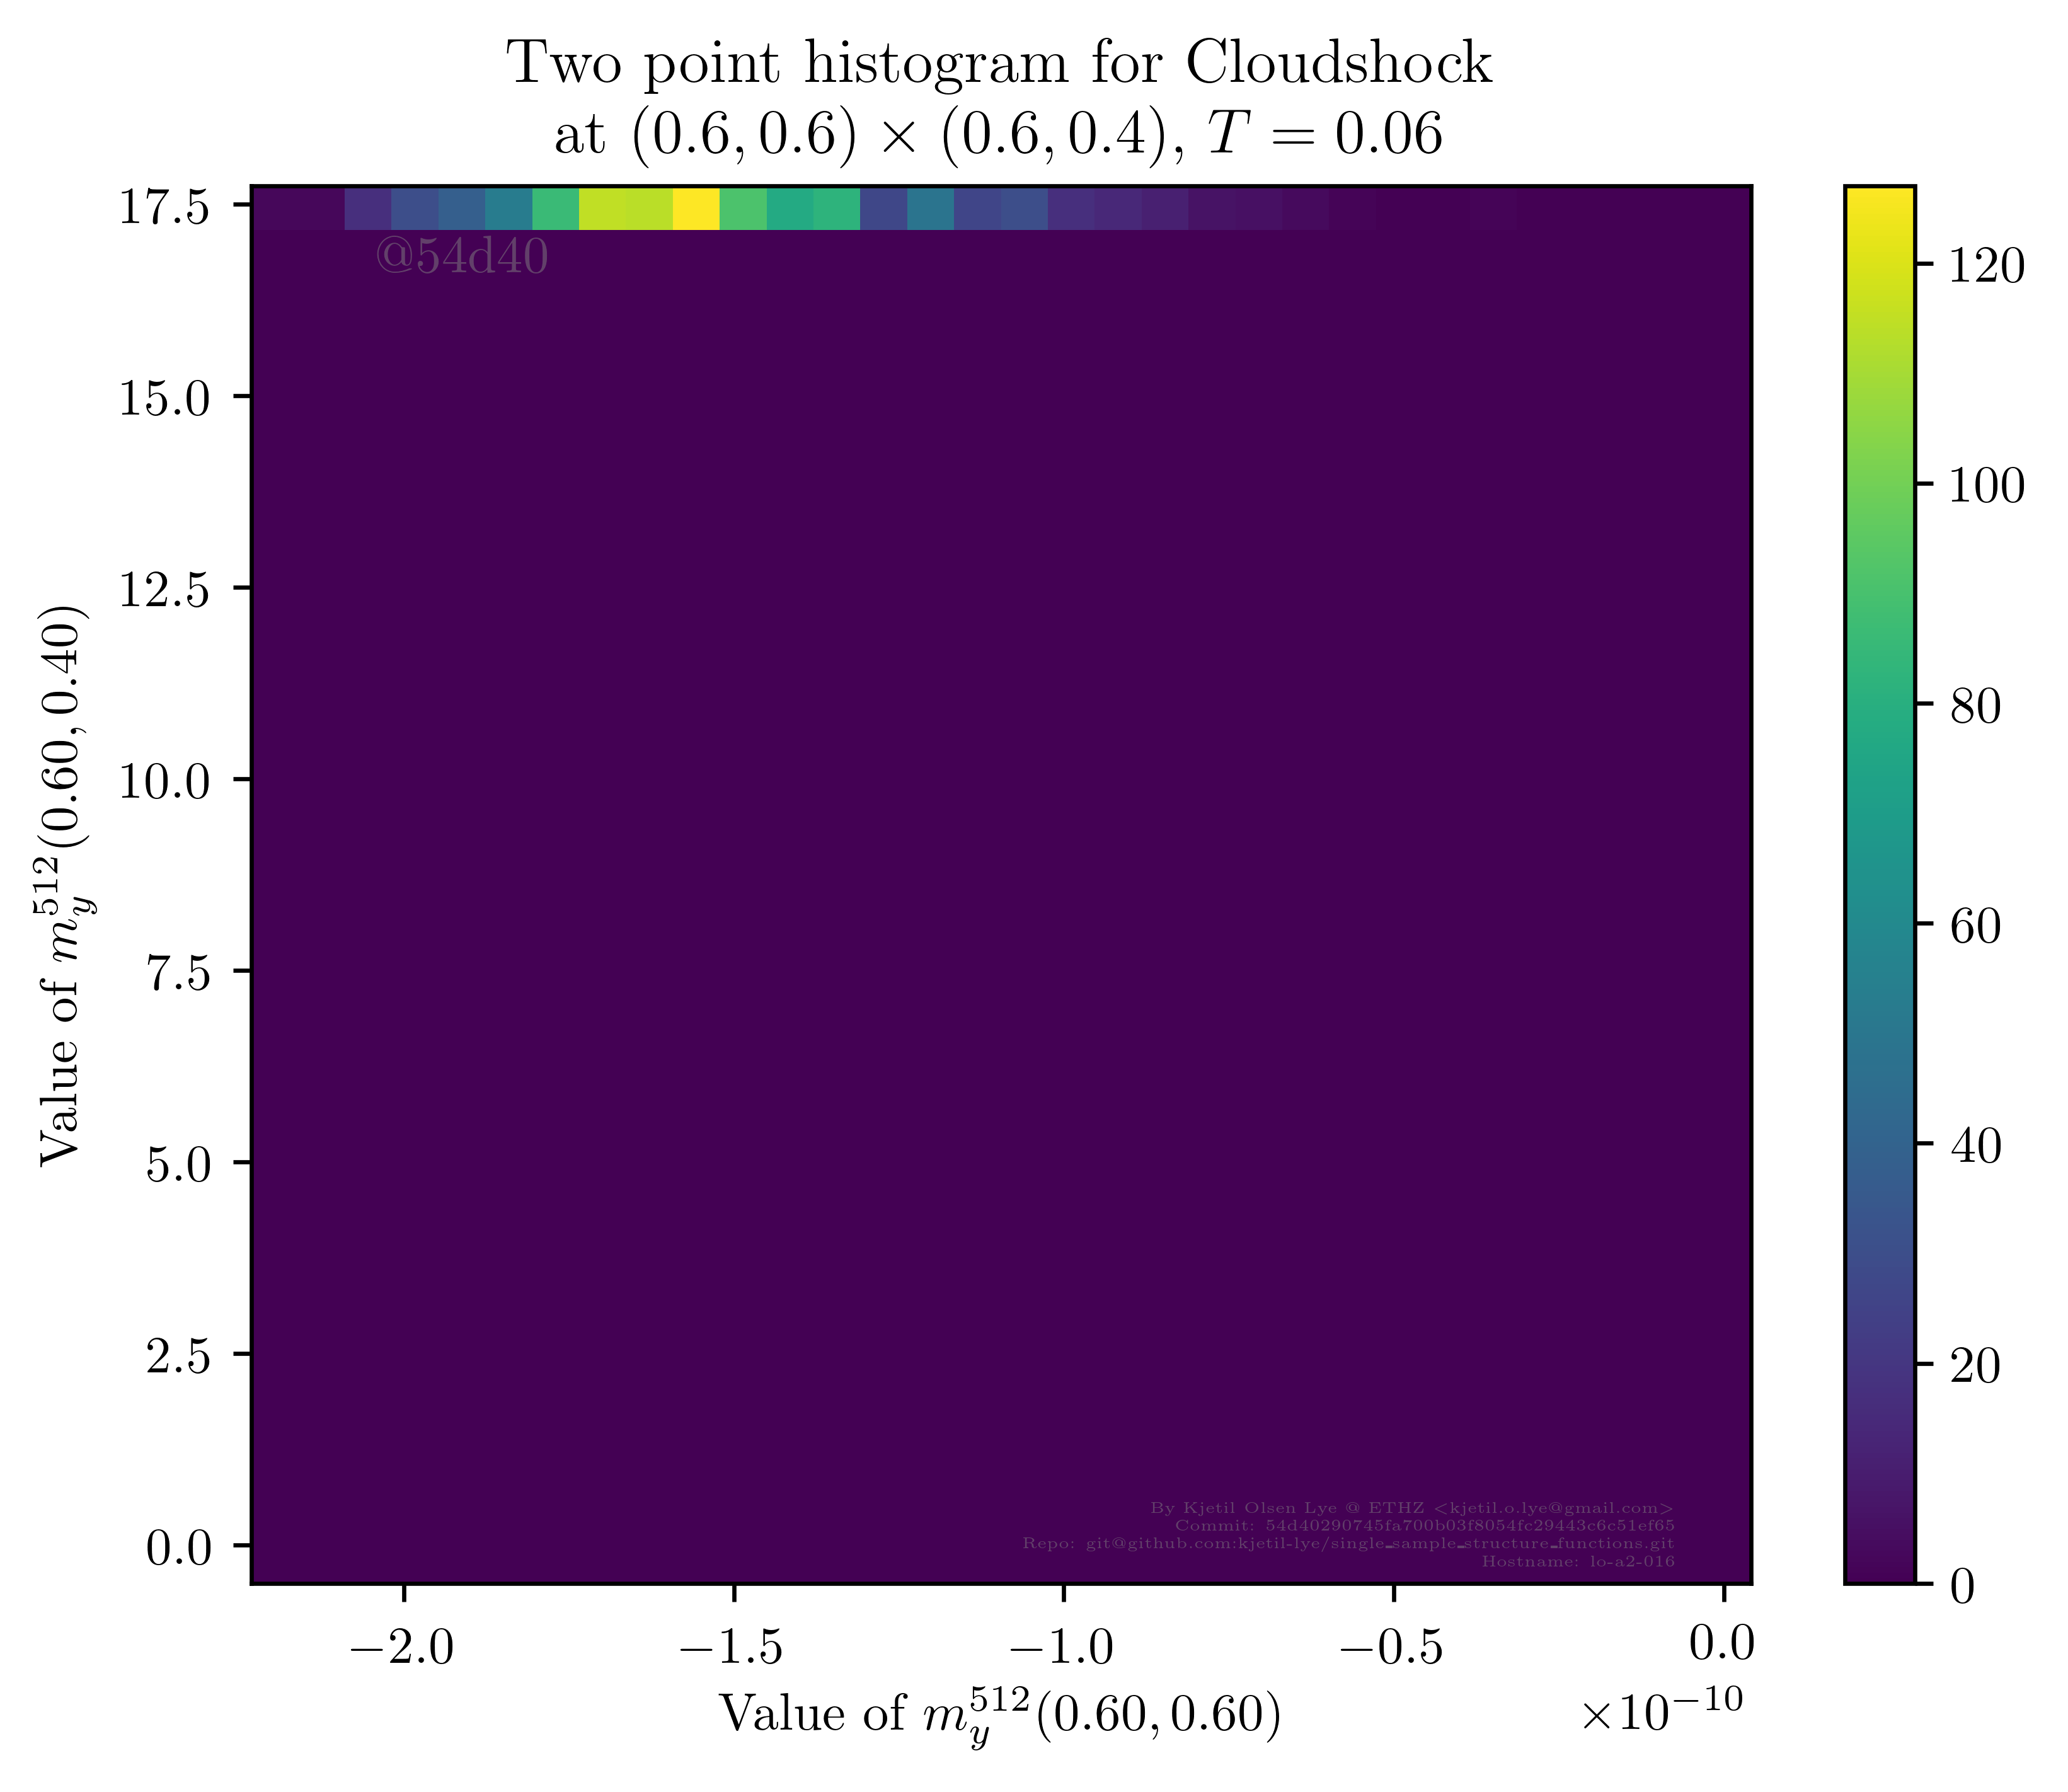 Two point histogram for Cloudshock
at (0.6, 0.6) × (0.6, 0.4), T = 0.06
17.5
15.0
12.5
10.0
7.5
5.0
2.5
0.0
Value of m_y^512(0.60, 0.40)
@54d40
By Kjetil Olsen Lye @ ETHZ <kjetil.o.lye@gmail.com>
Commit: 54d40290745fa700b03f8054fc29443c6c51ef65
Repo: git@github.com:kjetil-lye/single_sample_structure_functions.git
Hostname: lo-a2-016
−2.0 −1.5 −1.0 −0.5 0.0
Value of m_y^512(0.60, 0.60)
×10^−10
120
100
80
60
40
20
0